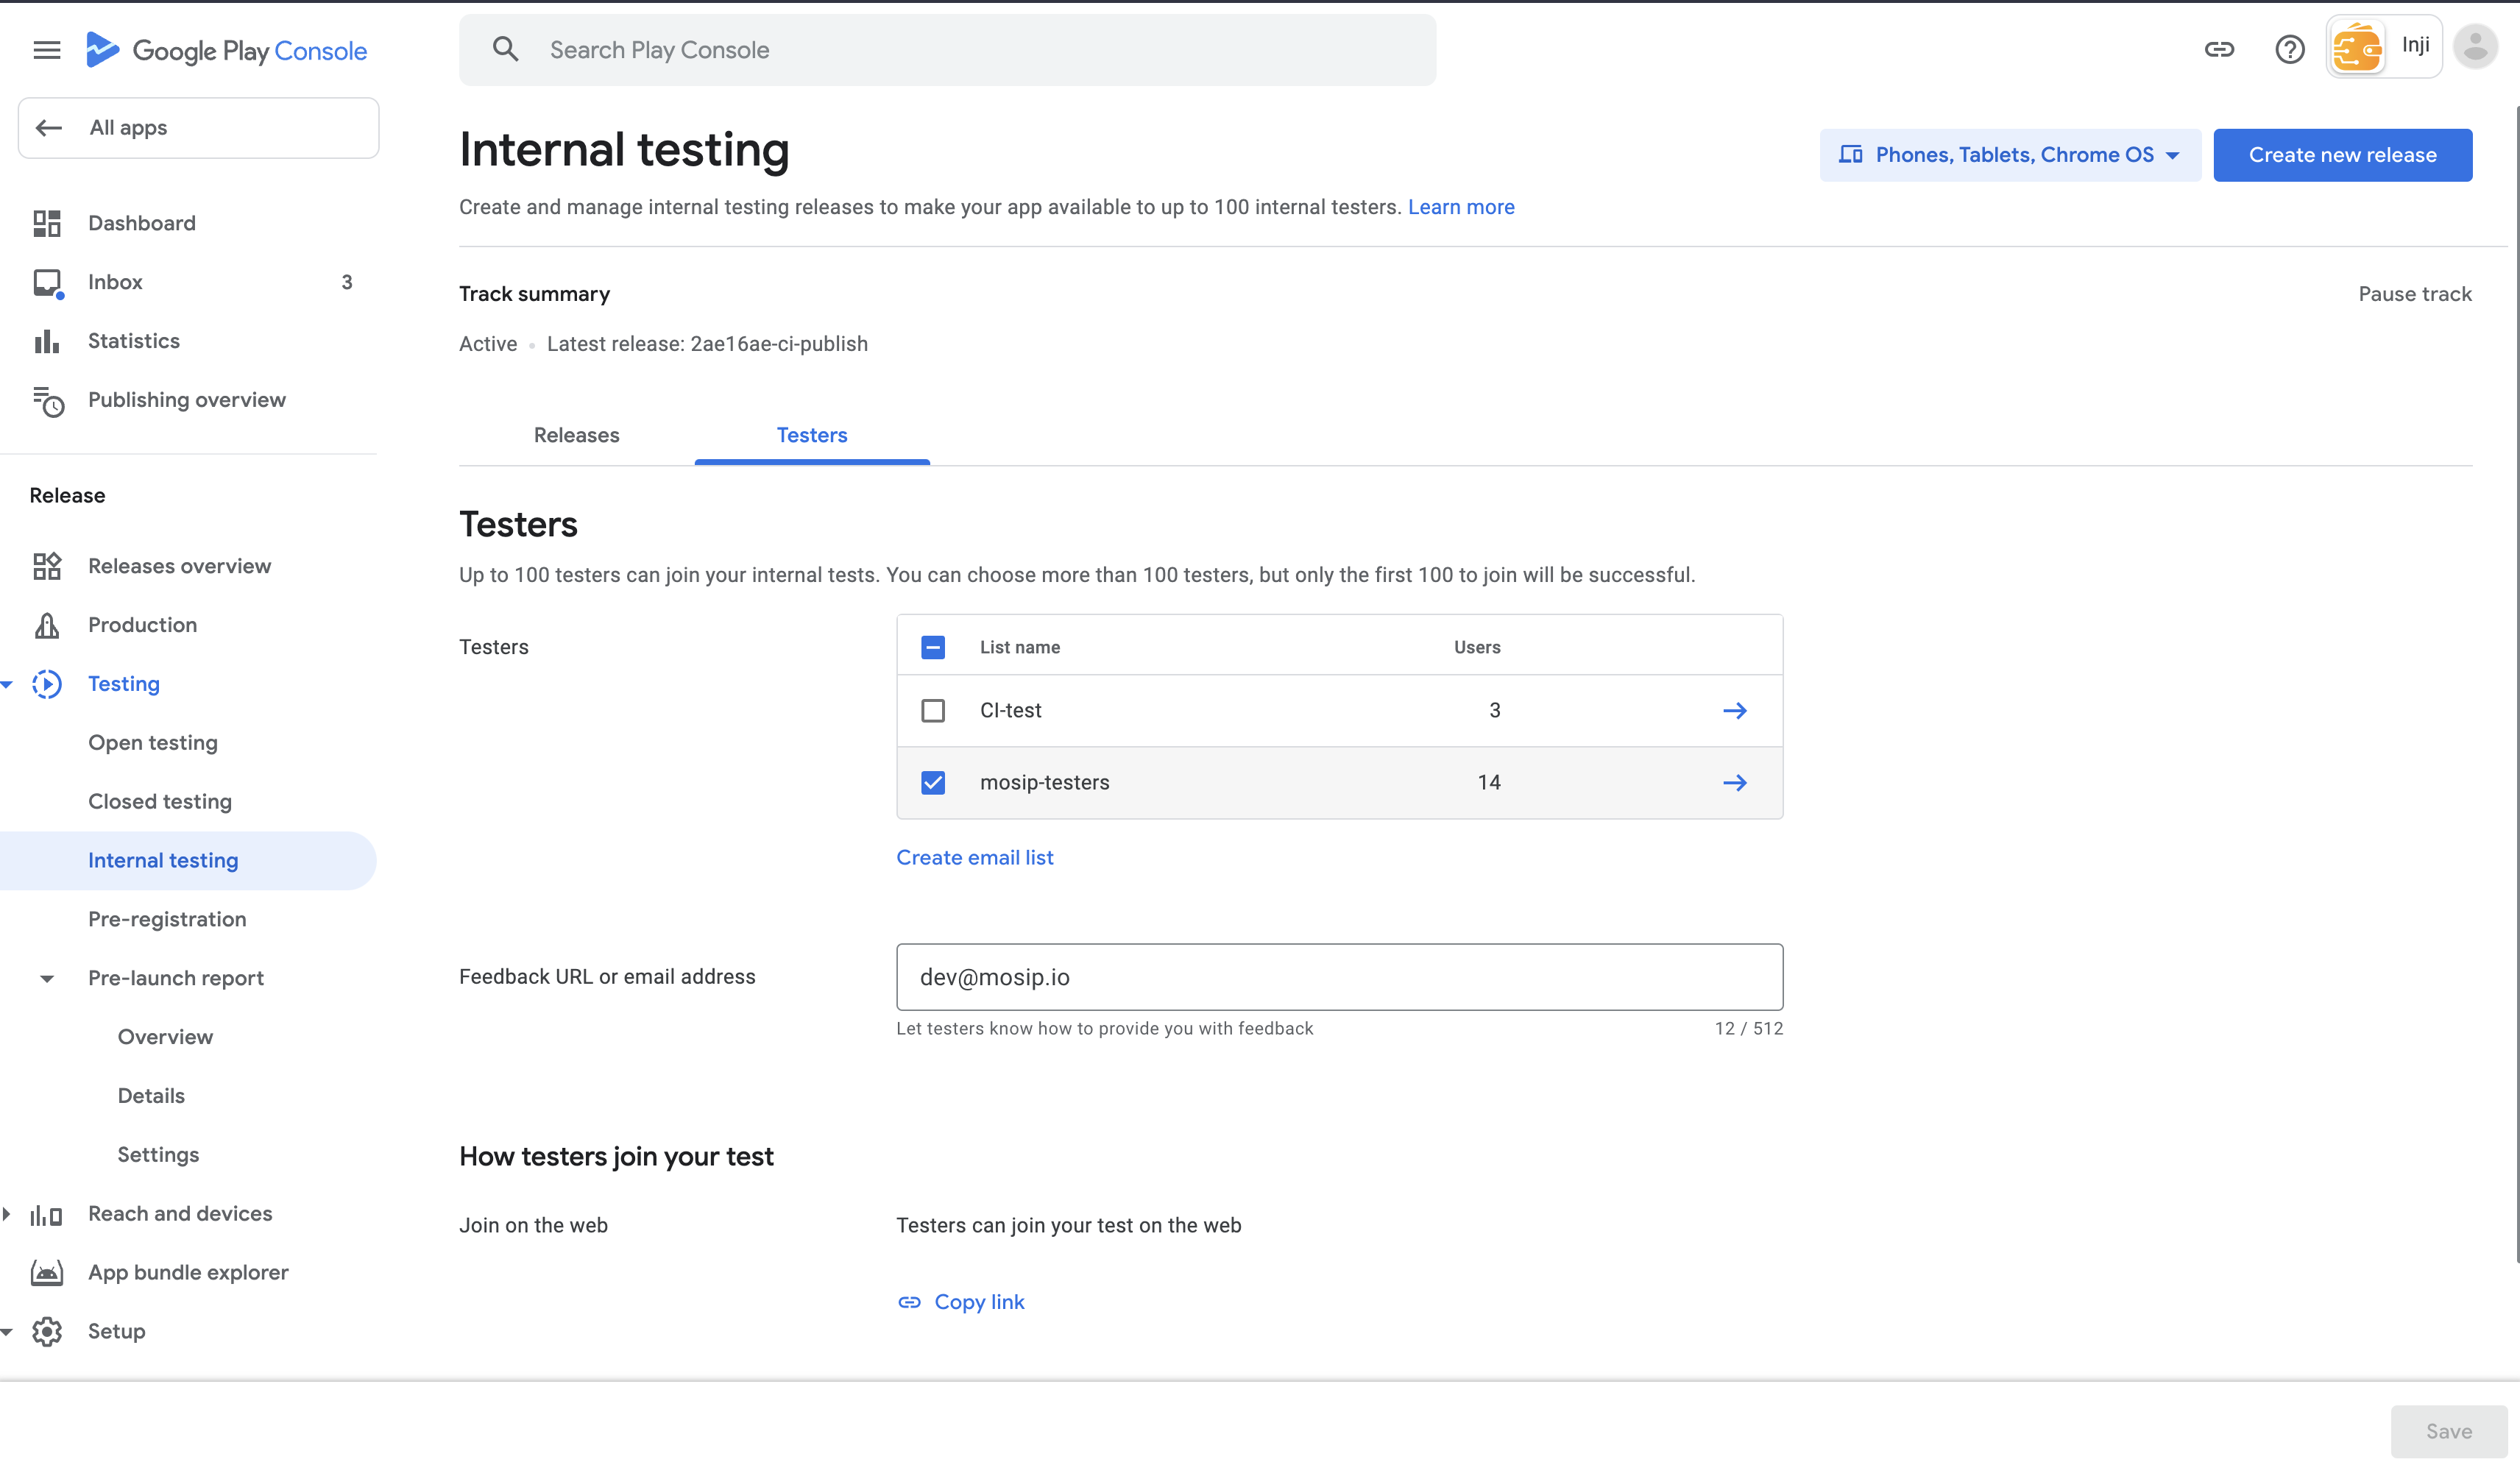 Google Play Console
Search Play Console
Inji
All apps
Dashboard
Inbox 3
Statistics
Publishing overview
Release
Releases overview
Production
Testing
Open testing
Closed testing
Internal testing
Pre-registration
Pre-launch report
Overview
Details
Settings
Reach and devices
App bundle explorer
Setup
Internal testing
Phones, Tablets, Chrome OS
Create new release
Create and manage internal testing releases to make your app available to up to 100 internal testers. Learn more
Track summary
Pause track
Active • Latest release: 2ae16ae-ci-publish
Releases
Testers
Testers
Up to 100 testers can join your internal tests. You can choose more than 100 testers, but only the first 100 to join will be successful.
Testers
List name Users
CI-test 3
mosip-testers 14
Create email list
Feedback URL or email address
dev@mosip.io
Let testers know how to provide you with feedback
12 / 512
How testers join your test
Join on the web
Testers can join your test on the web
Copy link
Save